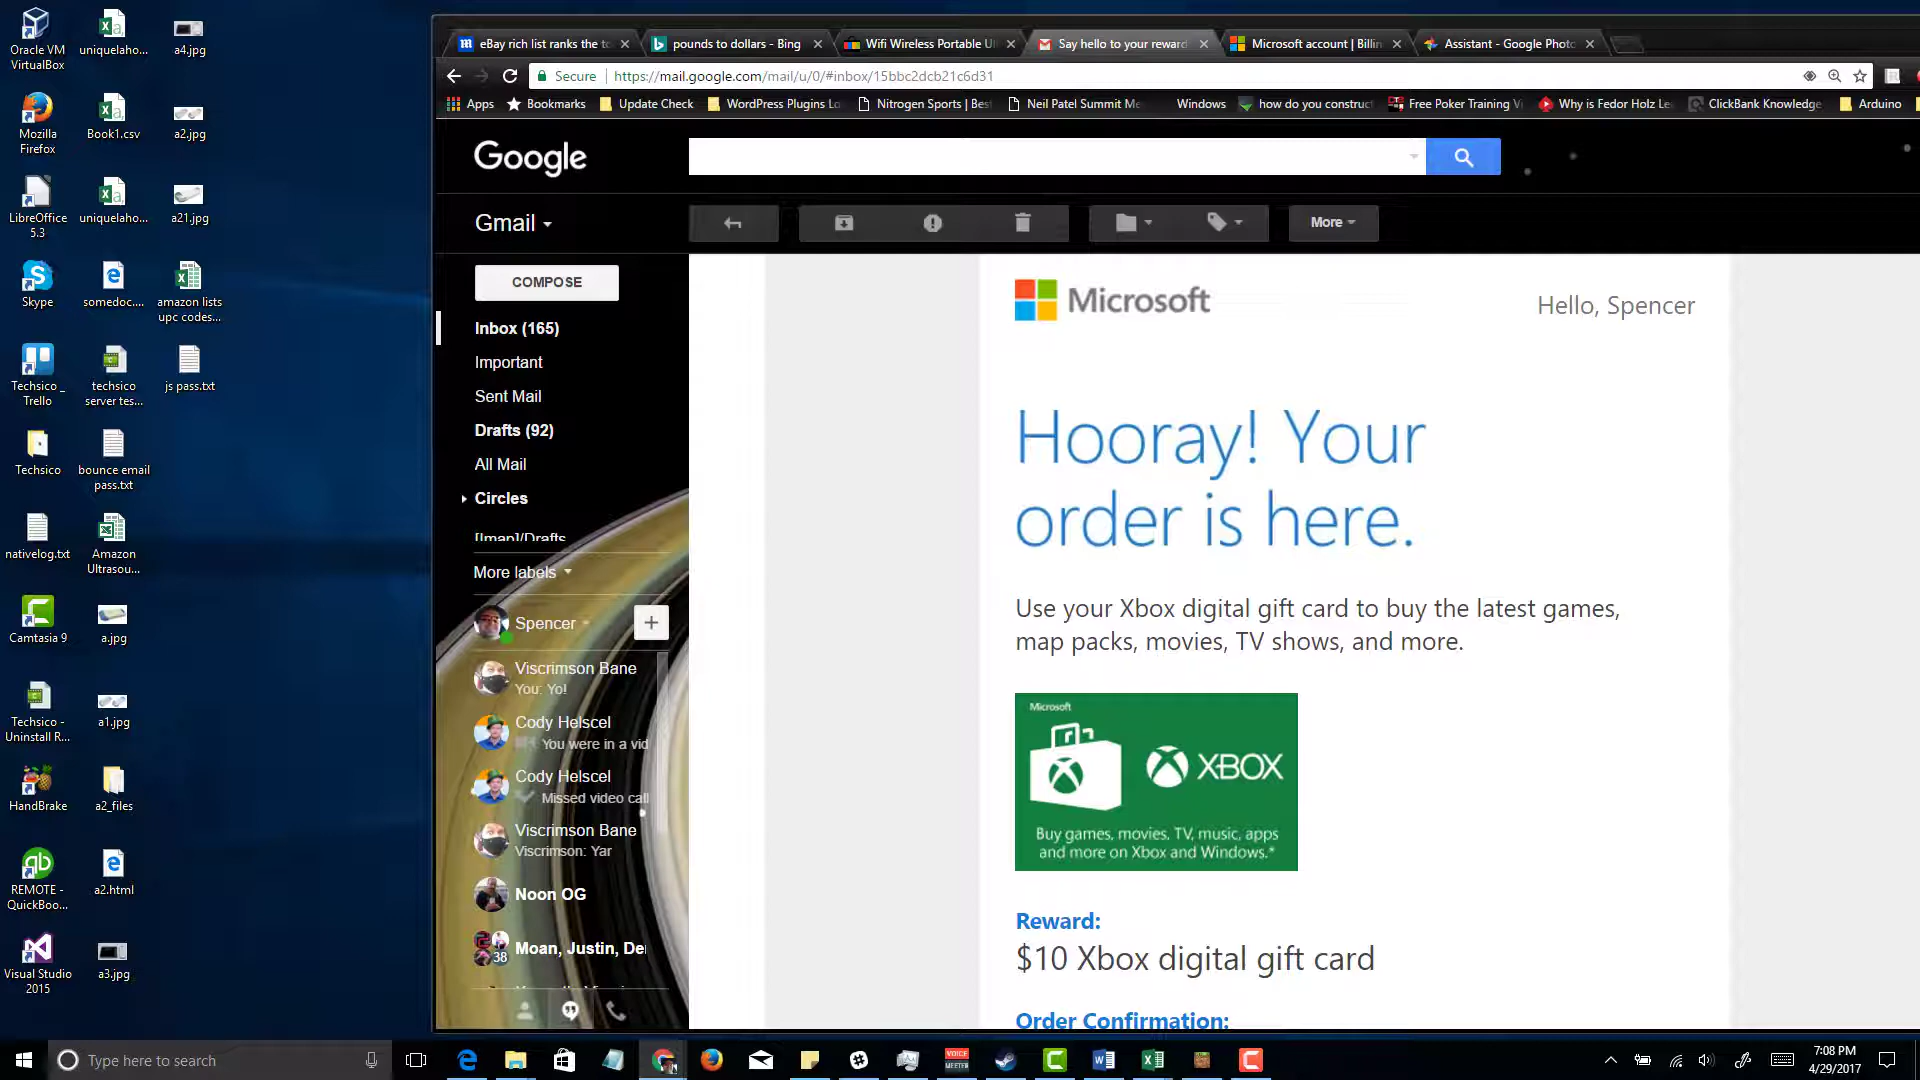 Oracle VM
VirtualBox
uniquelaho...
a4.jpg
Mozilla
Firefox
Book1.csv
a2.jpg
LibreOffice
5.3
uniquelaho...
a21.jpg
Skype
somedoc....
amazon lists
upc codes...
Techsico _
Trello
techsico
server tes...
js pass.txt
Techsico
bounce email
pass.txt
nativelog.txt
Amazon
Ultrasou...
Camtasia 9
a.jpg
Techsico -
Uninstall R...
a1.jpg
HandBrake
a2_files
REMOTE -
QuickBoo...
a2.html
Visual Studio
2015
a3.jpg
eBay rich list ranks the to
pounds to dollars - Bing
Wifi Wireless Portable Ul
Say hello to your reward
Microsoft account | Billin
Assistant - Google Photo
Secure
https://mail.google.com/mail/u/0/#inbox/15bbc2dcb21c6d31
Apps
Bookmarks
Update Check
WordPress Plugins Lo
Nitrogen Sports | Best
Neil Patel Summit Me
Windows
how do you construct
Free Poker Training Vi
Why is Fedor Holz Le
ClickBank Knowledge
Arduino
Google
Gmail
More
COMPOSE
Inbox (165)
Important
Sent Mail
Drafts (92)
All Mail
Circles
[Imap]/Drafts
More labels
Spencer
Viscrimson Bane
You: Yo!
Cody Helscel
You were in a vid
Cody Helscel
Missed video call
Viscrimson Bane
Viscrimson: Yar
Noon OG
Moan, Justin, De
38
Microsoft
Hello, Spencer
Hooray! Your
order is here.
Use your Xbox digital gift card to buy the latest games,
map packs, movies, TV shows, and more.
Microsoft
XBOX
Buy games, movies, TV, music, apps
and more on Xbox and Windows.*
Reward:
$10 Xbox digital gift card
Order Confirmation:
Type here to search
VOICE
MEETER
7:08 PM
4/29/2017